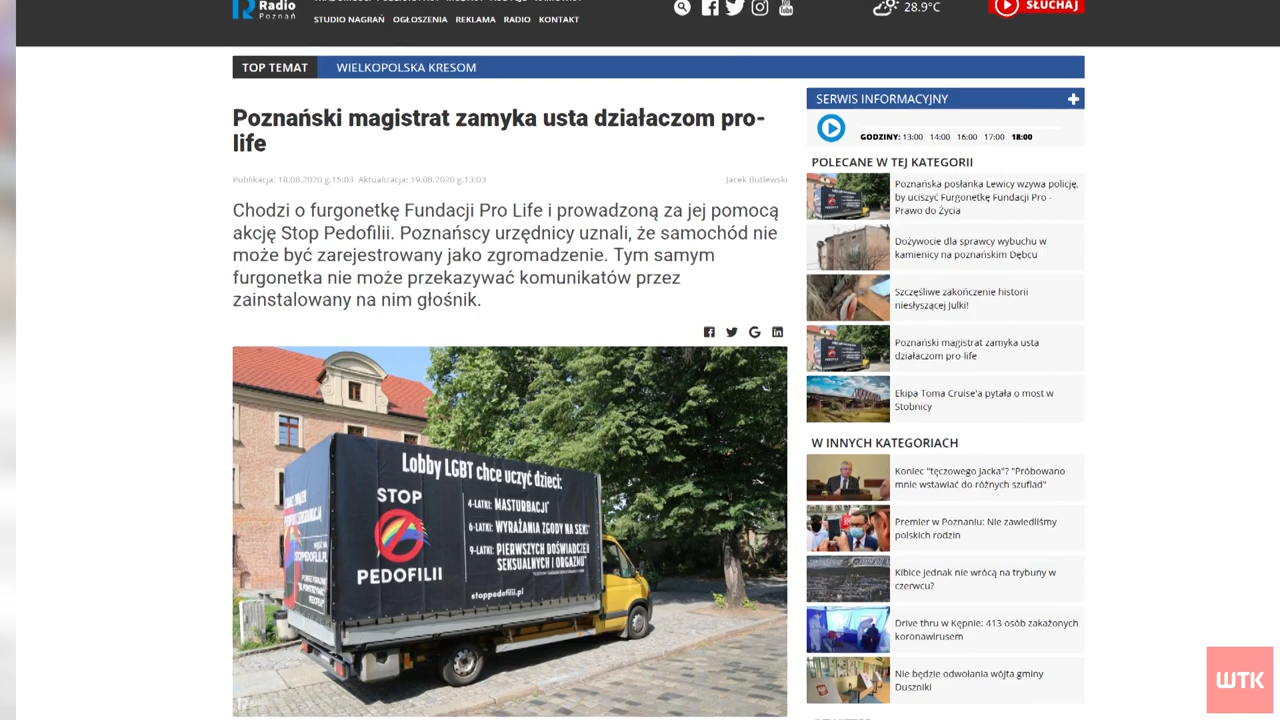 Radio
Poznań
STUDIO NAGRAŃ OGŁOSZENIA REKLAMA RADIO KONTAKT
28.9°C
SŁUCHAJ
TOP TEMAT WIELKOPOLSKA KRESOM
Poznański magistrat zamyka usta działaczom pro-
life
Publikacja: 18.08.2020 g.15:03 Aktualizacja: 19.08.2020 g.13:03
Jacek Butlewski
Chodzi o furgonetkę Fundacji Pro Life i prowadzoną za jej pomocą
akcję Stop Pedofilii. Poznańscy urzędnicy uznali, że samochód nie
może być zarejestrowany jako zgromadzenie. Tym samym
furgonetka nie może przekazywać komunikatów przez
zainstalowany na nim głośnik.
Lobby LGBT chce uczyć dzieci:
STOP
PEDOFILII
4-LATKI: MASTURBACJI
6-LATKI: WYRAŻANIA ZGODY NA SEKS
9-LATKI: PIERWSZYCH DOŚWIADCZEŃ
SEKSUALNYCH I ORGAZMU
stoppedofilii.pl
STOPPEDOFILII.PL
SERWIS INFORMACYJNY
GODZINY: 13:00 14:00 16:00 17:00 18:00
POLECANE W TEJ KATEGORII
Poznańska posłanka Lewicy wzywa policję,
by uciszyć Furgonetkę Fundacji Pro -
Prawo do Życia
Dożywocie dla sprawcy wybuchu w
kamienicy na poznańskim Dębcu
Szczęśliwe zakończenie historii
niesłyszącej Julki!
Poznański magistrat zamyka usta
działaczom pro-life
Ekipa Toma Cruise'a pytała o most w
Stobnicy
W INNYCH KATEGORIACH
Koniec "tęczowego Jacka"? "Próbowano
mnie wstawiać do różnych szuflad"
Premier w Poznaniu: Nie zawiedliśmy
polskich rodzin
Kibice jednak nie wrócą na trybuny w
czerwcu?
Drive thru w Kępnie: 413 osób zakażonych
koronawirusem
Nie będzie odwołania wójta gminy
Duszniki
WTK